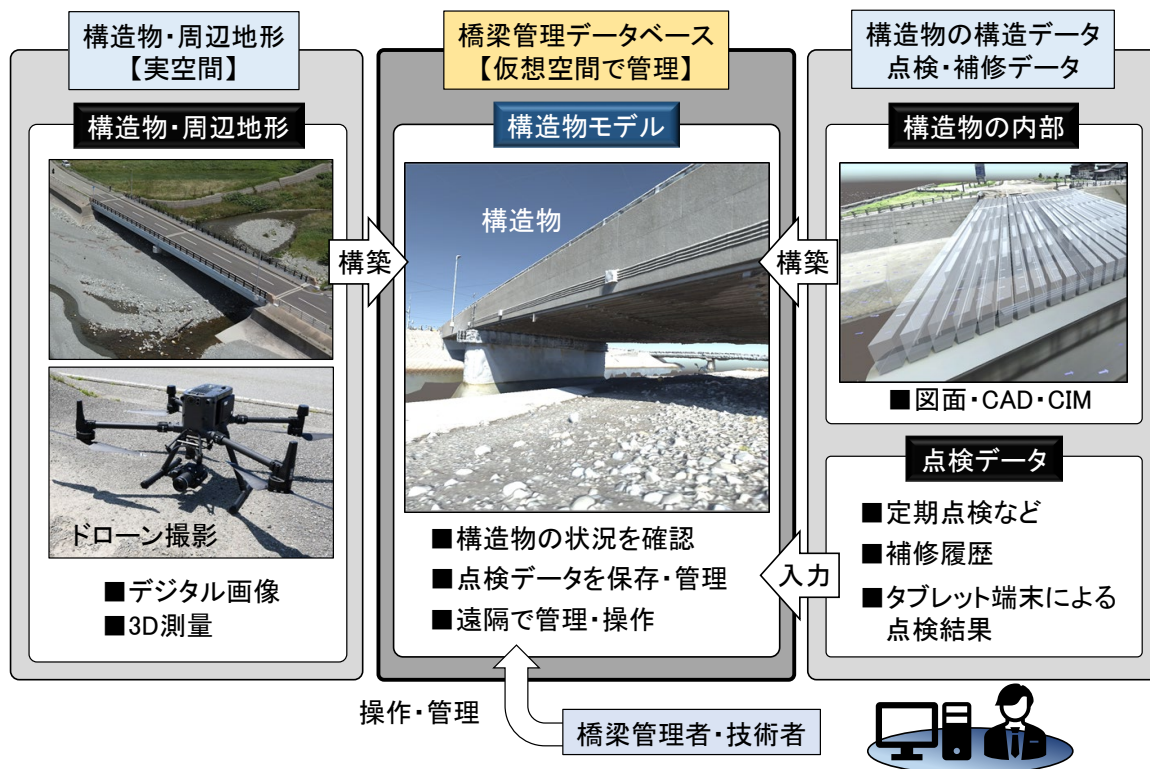 構造物・周辺地形
【実空間】
構造物・周辺地形
ドローン撮影
■デジタル画像
■3D測量
構築
橋梁管理データベース
【仮想空間で管理】
構造物モデル
構造物
■構造物の状況を確認
■点検データを保存・管理
■遠隔で管理・操作
構築
入力
構造物の構造データ
点検・補修データ
構造物の内部
■図面・CAD・CIM
点検データ
■定期点検など
■補修履歴
■タブレット端末による
点検結果
操作・管理
橋梁管理者・技術者